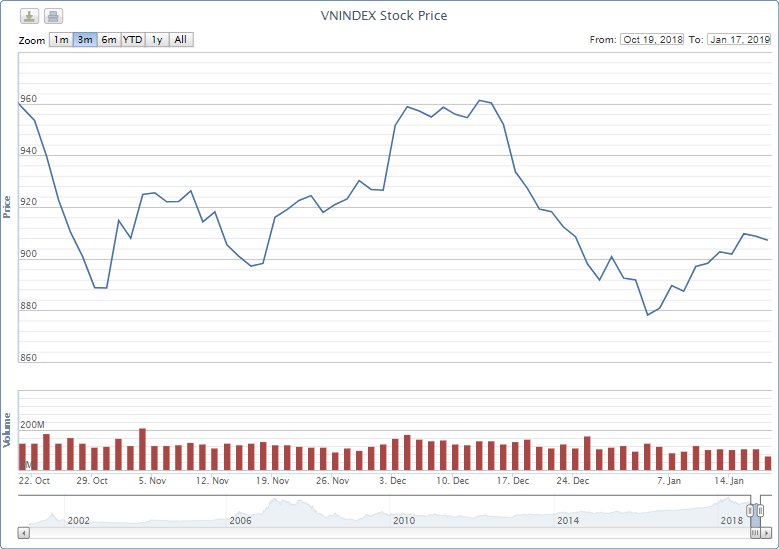 VNINDEX Stock Price
Zoom 1m 3m 6m YTD 1y All From: Oct 19, 2018 To: Jan 17, 2019
960
940
920
900
880
860
Price
200M
Volume
22. Oct 29. Oct 5. Nov 12. Nov 19. Nov 26. Nov 3. Dec 10. Dec 17. Dec 24. Dec 7. Jan 14. Jan
2002 2006 2010 2014 2018